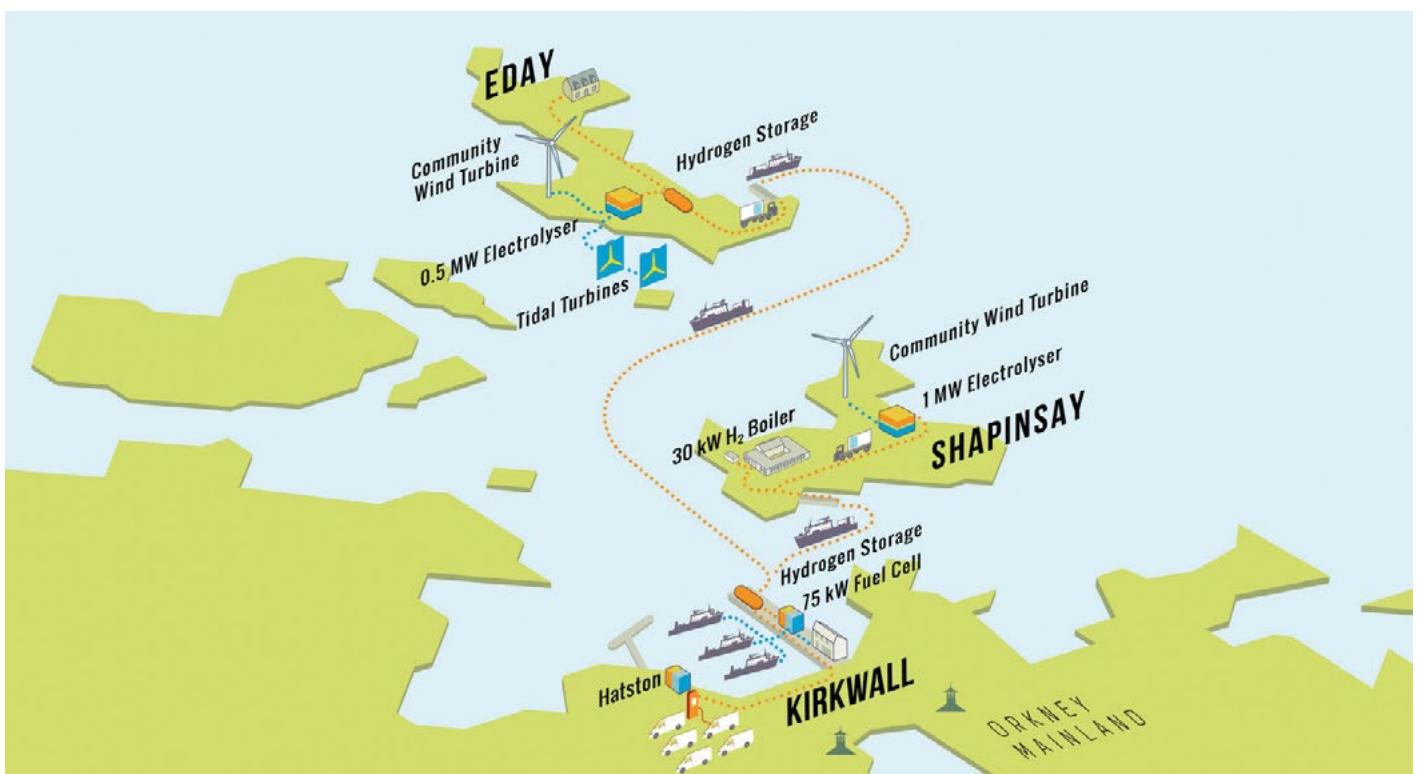 EDAY
Community
Wind Turbine
Hydrogen Storage
0.5 MW Electrolyser
Tidal Turbines
Community Wind Turbine
1 MW Electrolyser
30 kW H₂ Boiler
SHAPINSAY
Hydrogen Storage
75 kW Fuel Cell
Hatston
KIRKWALL
ORKNEY
MAINLAND